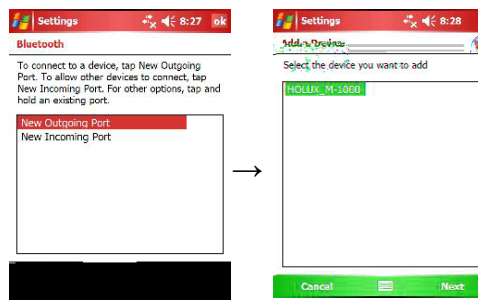 Settings 8:27 ok
Bluetooth
To connect to a device, tap New Outgoing
Port. To allow other devices to connect, tap
New Incoming Port. For other options, tap and
hold an existing port.
New Outgoing Port
New Incoming Port
→
Settings 8:28
Select the device you want to add
HOLUX_M-1000
Cancel Next